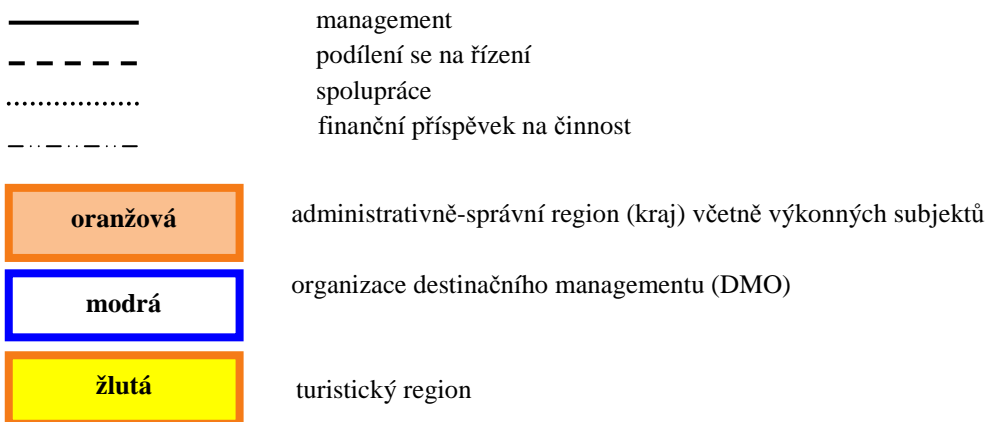 management
podílení se na řízení
spolupráce
finanční příspěvek na činnost
oranžová administrativně-správní region (kraj) včetně výkonných subjektů
modrá organizace destinačního managementu (DMO)
žlutá turistický region